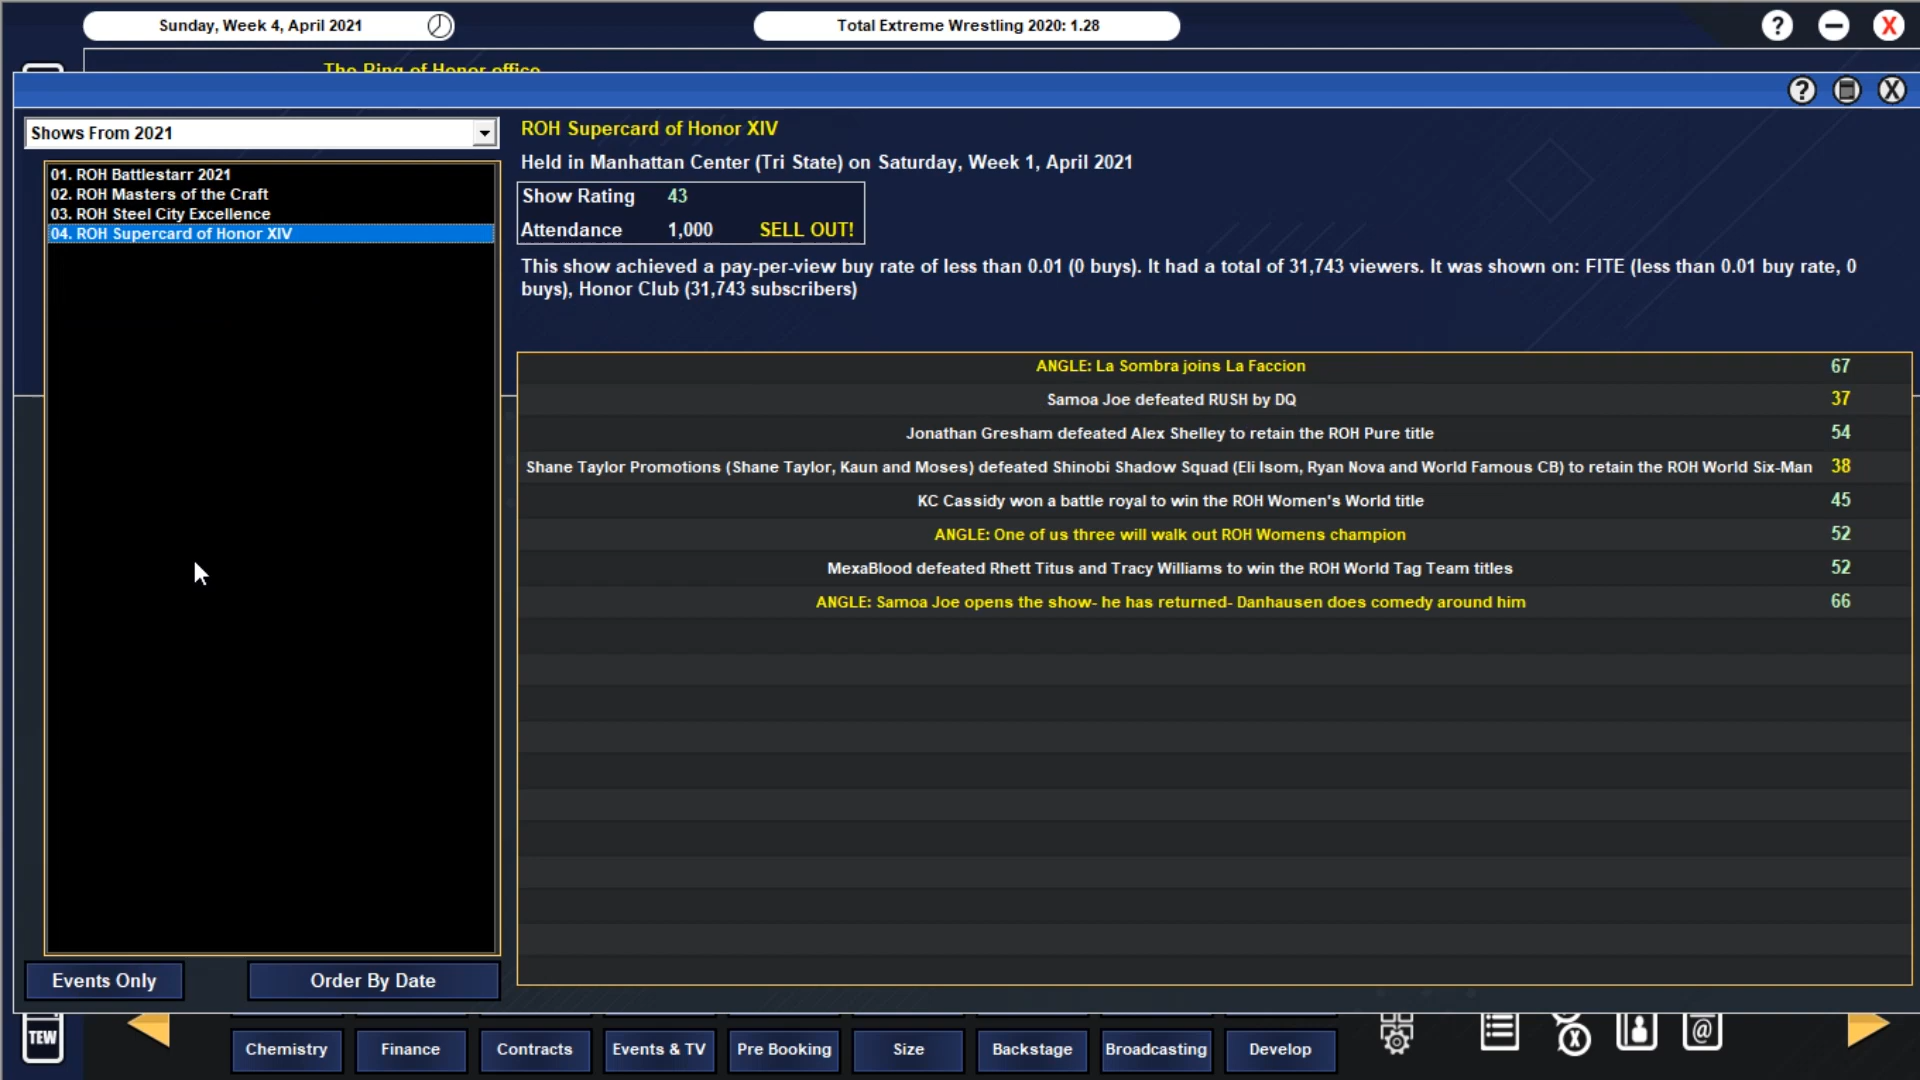 Sunday, Week 4, April 2021
Total Extreme Wrestling 2020: 1.28
?
X
The Ring of Honor office
?
X
Shows From 2021
01. ROH Battlestarr 2021
02. ROH Masters of the Craft
03. ROH Steel City Excellence
04. ROH Supercard of Honor XIV
ROH Supercard of Honor XIV
Held in Manhattan Center (Tri State) on Saturday, Week 1, April 2021
Show Rating 43
Attendance 1,000 SELL OUT!
This show achieved a pay-per-view buy rate of less than 0.01 (0 buys). It had a total of 31,743 viewers. It was shown on: FITE (less than 0.01 buy rate, 0
buys), Honor Club (31,743 subscribers)
ANGLE: La Sombra joins La Faccion 67
Samoa Joe defeated RUSH by DQ 37
Jonathan Gresham defeated Alex Shelley to retain the ROH Pure title 54
Shane Taylor Promotions (Shane Taylor, Kaun and Moses) defeated Shinobi Shadow Squad (Eli Isom, Ryan Nova and World Famous CB) to retain the ROH World Six-Man 38
KC Cassidy won a battle royal to win the ROH Women's World title 45
ANGLE: One of us three will walk out ROH Womens champion 52
MexaBlood defeated Rhett Titus and Tracy Williams to win the ROH World Tag Team titles 52
ANGLE: Samoa Joe opens the show- he has returned- Danhausen does comedy around him 66
Events Only
Order By Date
TEW
Chemistry
Finance
Contracts
Events & TV
Pre Booking
Size
Backstage
Broadcasting
Develop
X
@